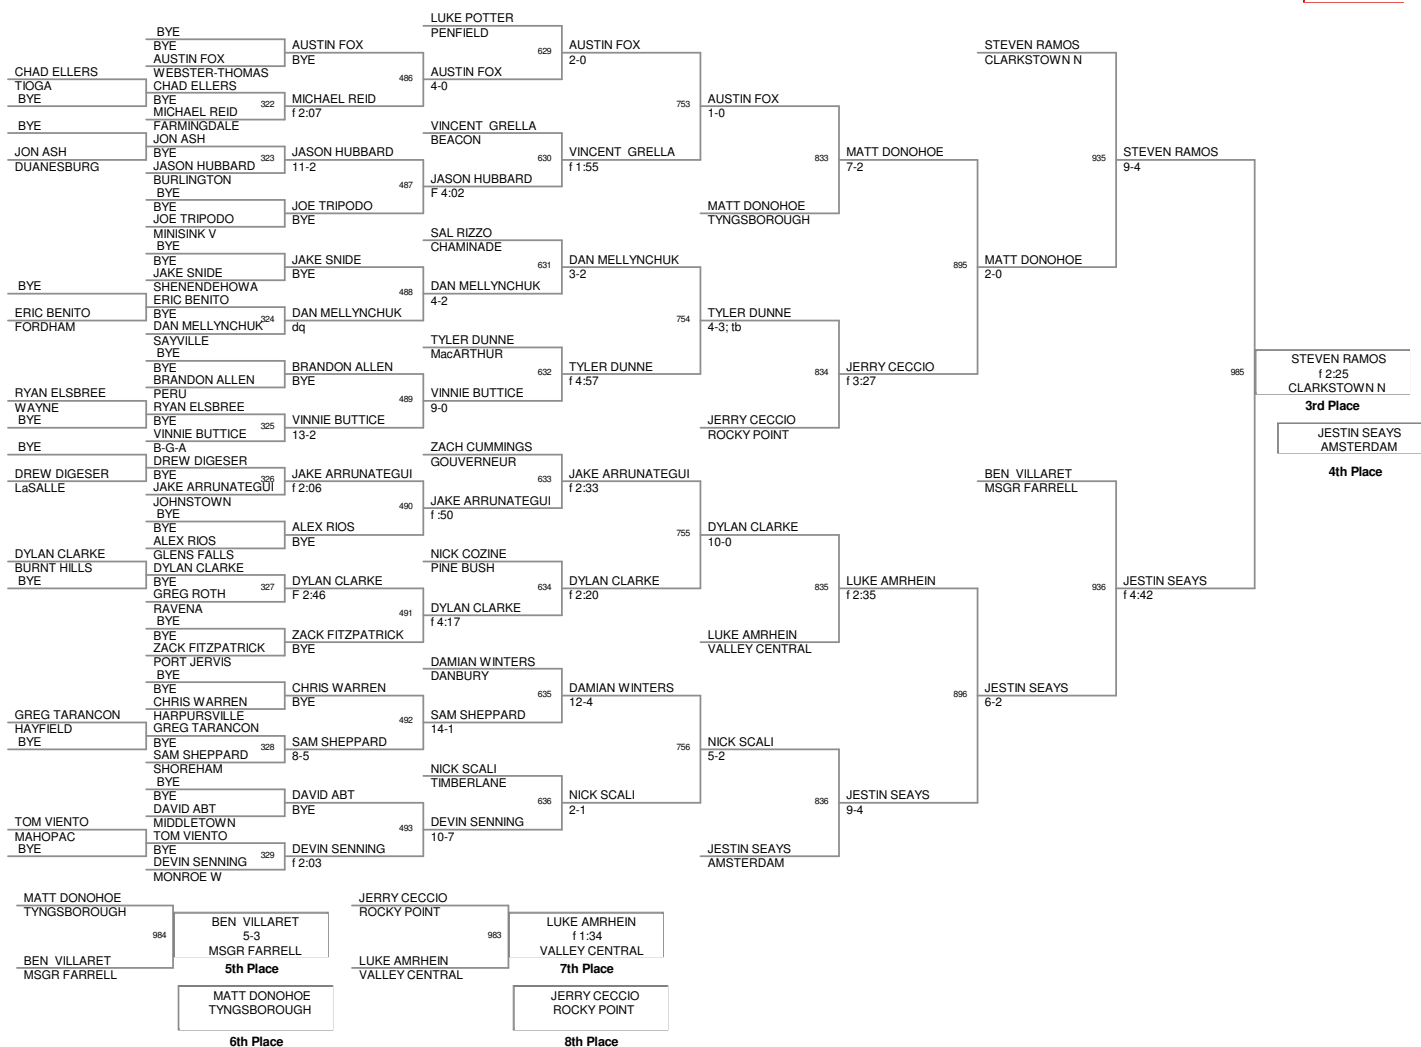 CHAD ELLERS
TIOGA
BYE
BYE
JON ASH
DUANESBURG
BYE
ERIC BENITO
FORDHAM
RYAN ELSBREE
WAYNE
BYE
BYE
DREW DIGESER
LaSALLE
DYLAN CLARKE
BURNT HILLS
BYE
GREG TARANCON
HAYFIELD
BYE
TOM VIENTO
MAHOPAC
BYE
BYE
BYE
AUSTIN FOX
WEBSTER-THOMAS
CHAD ELLERS
BYE
322
MICHAEL REID
FARMINGDALE
JON ASH
BYE
323
JASON HUBBARD
BURLINGTON
BYE
BYE
JOE TRIPODO
MINISINK V
BYE
BYE
JAKE SNIDE
SHENENDEHOWA
ERIC BENITO
BYE
324
DAN MELLYNCHUK
SAYVILLE
BYE
BYE
BRANDON ALLEN
PERU
RYAN ELSBREE
BYE
325
VINNIE BUTTICE
B-G-A
DREW DIGESER
BYE
326
JAKE ARRUNATEGUI
JOHNSTOWN
BYE
BYE
ALEX RIOS
GLENS FALLS
DYLAN CLARKE
BYE
327
GREG ROTH
RAVENA
BYE
BYE
ZACK FITZPATRICK
PORT JERVIS
BYE
BYE
CHRIS WARREN
HARPURSVILLE
GREG TARANCON
BYE
328
SAM SHEPPARD
SHOREHAM
BYE
BYE
DAVID ABT
MIDDLETOWN
TOM VIENTO
BYE
329
DEVIN SENNING
MONROE W
AUSTIN FOX
BYE
486
MICHAEL REID
f 2:07
JASON HUBBARD
11-2
487
JOE TRIPODO
BYE
JAKE SNIDE
BYE
488
DAN MELLYNCHUK
dq
BRANDON ALLEN
BYE
489
VINNIE BUTTICE
13-2
JAKE ARRUNATEGUI
f 2:06
490
ALEX RIOS
BYE
DYLAN CLARKE
F 2:46
491
ZACK FITZPATRICK
BYE
CHRIS WARREN
BYE
492
SAM SHEPPARD
8-5
DAVID ABT
BYE
493
DEVIN SENNING
f 2:03
LUKE POTTER
PENFIELD
629
AUSTIN FOX
4-0
VINCENT GRELLA
BEACON
630
JASON HUBBARD
F 4:02
SAL RIZZO
CHAMINADE
631
DAN MELLYNCHUK
4-2
TYLER DUNNE
MacARTHUR
632
VINNIE BUTTICE
9-0
ZACH CUMMINGS
GOUVERNEUR
633
JAKE ARRUNATEGUI
f :50
NICK COZINE
PINE BUSH
634
DYLAN CLARKE
f 4:17
DAMIAN WINTERS
DANBURY
635
SAM SHEPPARD
14-1
NICK SCALI
TIMBERLANE
636
DEVIN SENNING
10-7
AUSTIN FOX
2-0
753
VINCENT GRELLA
f 1:55
DAN MELLYNCHUK
3-2
754
TYLER DUNNE
f 4:57
JAKE ARRUNATEGUI
f 2:33
755
DYLAN CLARKE
f 2:20
DAMIAN WINTERS
12-4
756
NICK SCALI
2-1
AUSTIN FOX
1-0
833
MATT DONOHOE
TYNGSBOROUGH
TYLER DUNNE
4-3; tb
834
JERRY CECCIO
ROCKY POINT
DYLAN CLARKE
10-0
835
LUKE AMRHEIN
VALLEY CENTRAL
NICK SCALI
5-2
836
JESTIN SEAYS
AMSTERDAM
MATT DONOHOE
7-2
895
JERRY CECCIO
f 3:27
LUKE AMRHEIN
f 2:35
896
JESTIN SEAYS
9-4
STEVEN RAMOS
CLARKSTOWN N
935
MATT DONOHOE
2-0
BEN VILLARET
MSGR FARRELL
936
JESTIN SEAYS
6-2
STEVEN RAMOS
9-4
985
JESTIN SEAYS
f 4:42
STEVEN RAMOS
f 2:25
CLARKSTOWN N
3rd Place
JESTIN SEAYS
AMSTERDAM
4th Place
MATT DONOHOE
TYNGSBOROUGH
984
BEN VILLARET
MSGR FARRELL
BEN VILLARET
5-3
MSGR FARRELL
5th Place
MATT DONOHOE
TYNGSBOROUGH
6th Place
JERRY CECCIO
ROCKY POINT
983
LUKE AMRHEIN
VALLEY CENTRAL
LUKE AMRHEIN
f 1:34
VALLEY CENTRAL
7th Place
JERRY CECCIO
ROCKY POINT
8th Place